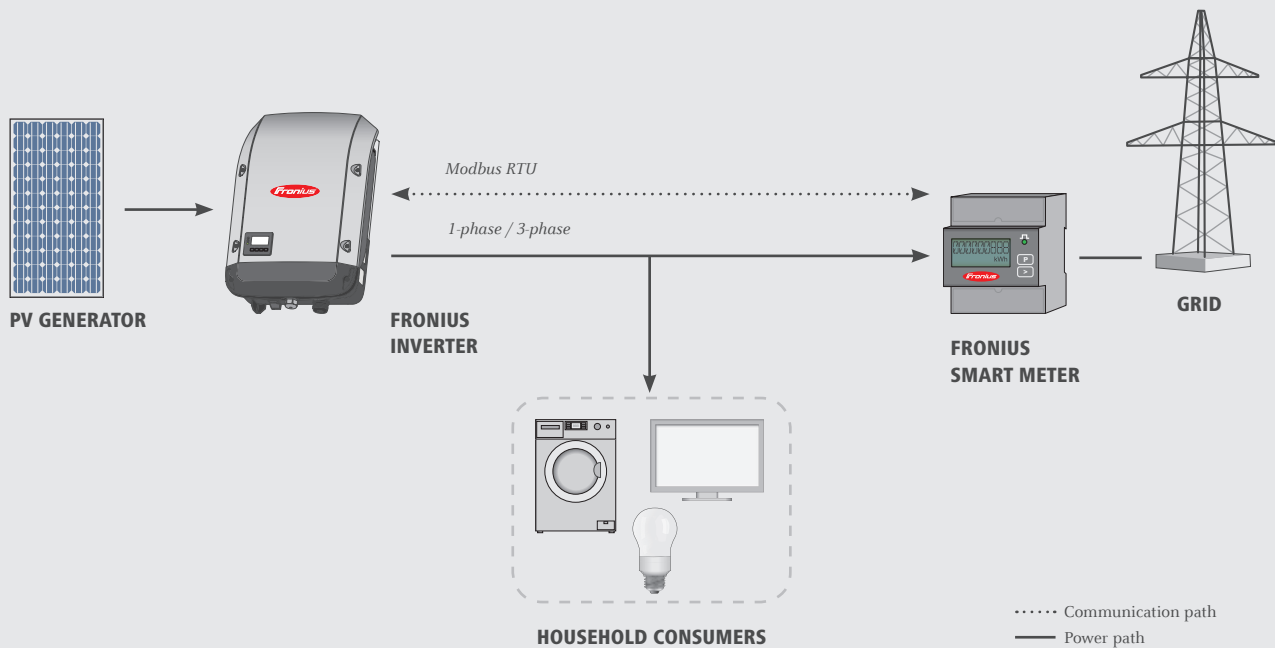 Modbus RTU
Fronius
1-phase / 3-phase
kWh
P
>
Fronius
PV GENERATOR
FRONIUS
INVERTER
FRONIUS
SMART METER
GRID
HOUSEHOLD CONSUMERS
Communication path
Power path